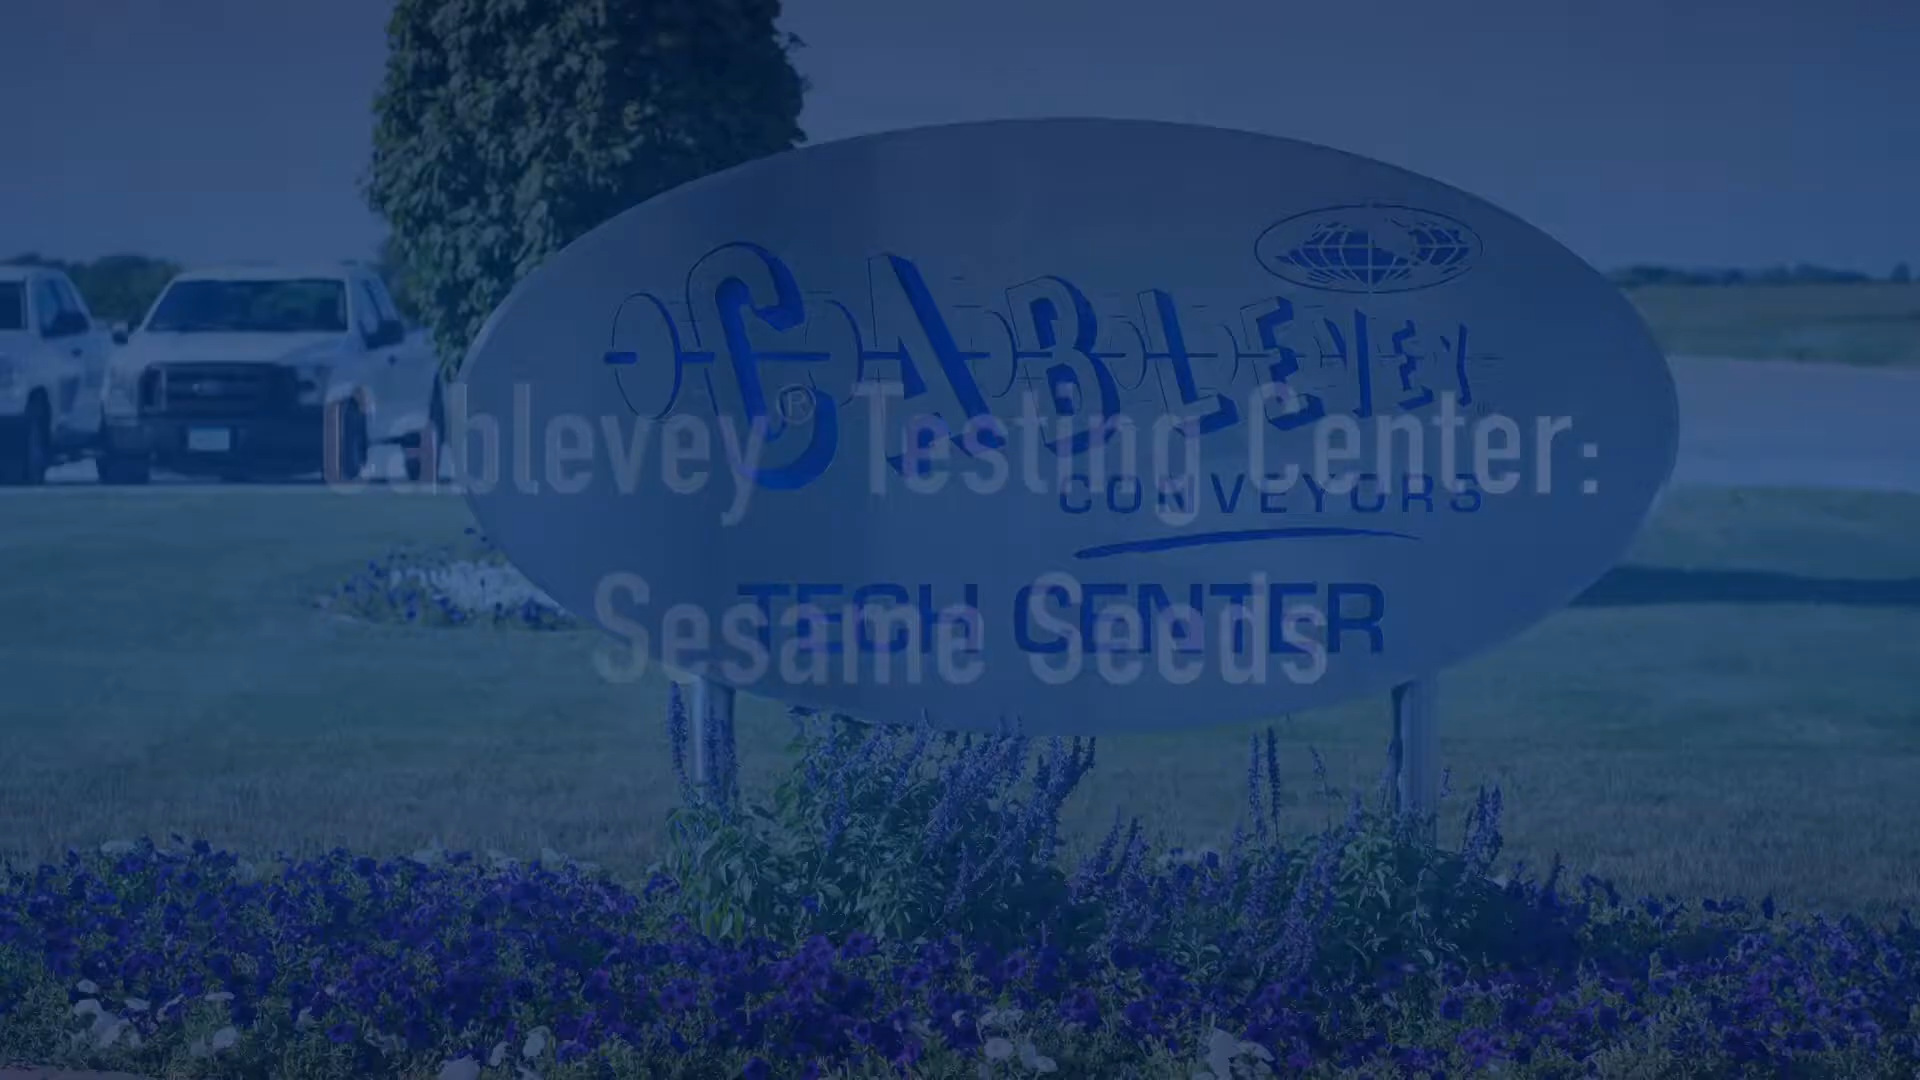 CABLEVEY
Cablevey® Testing Center:
CONVEYORS
TECH CENTER
Sesame Seeds